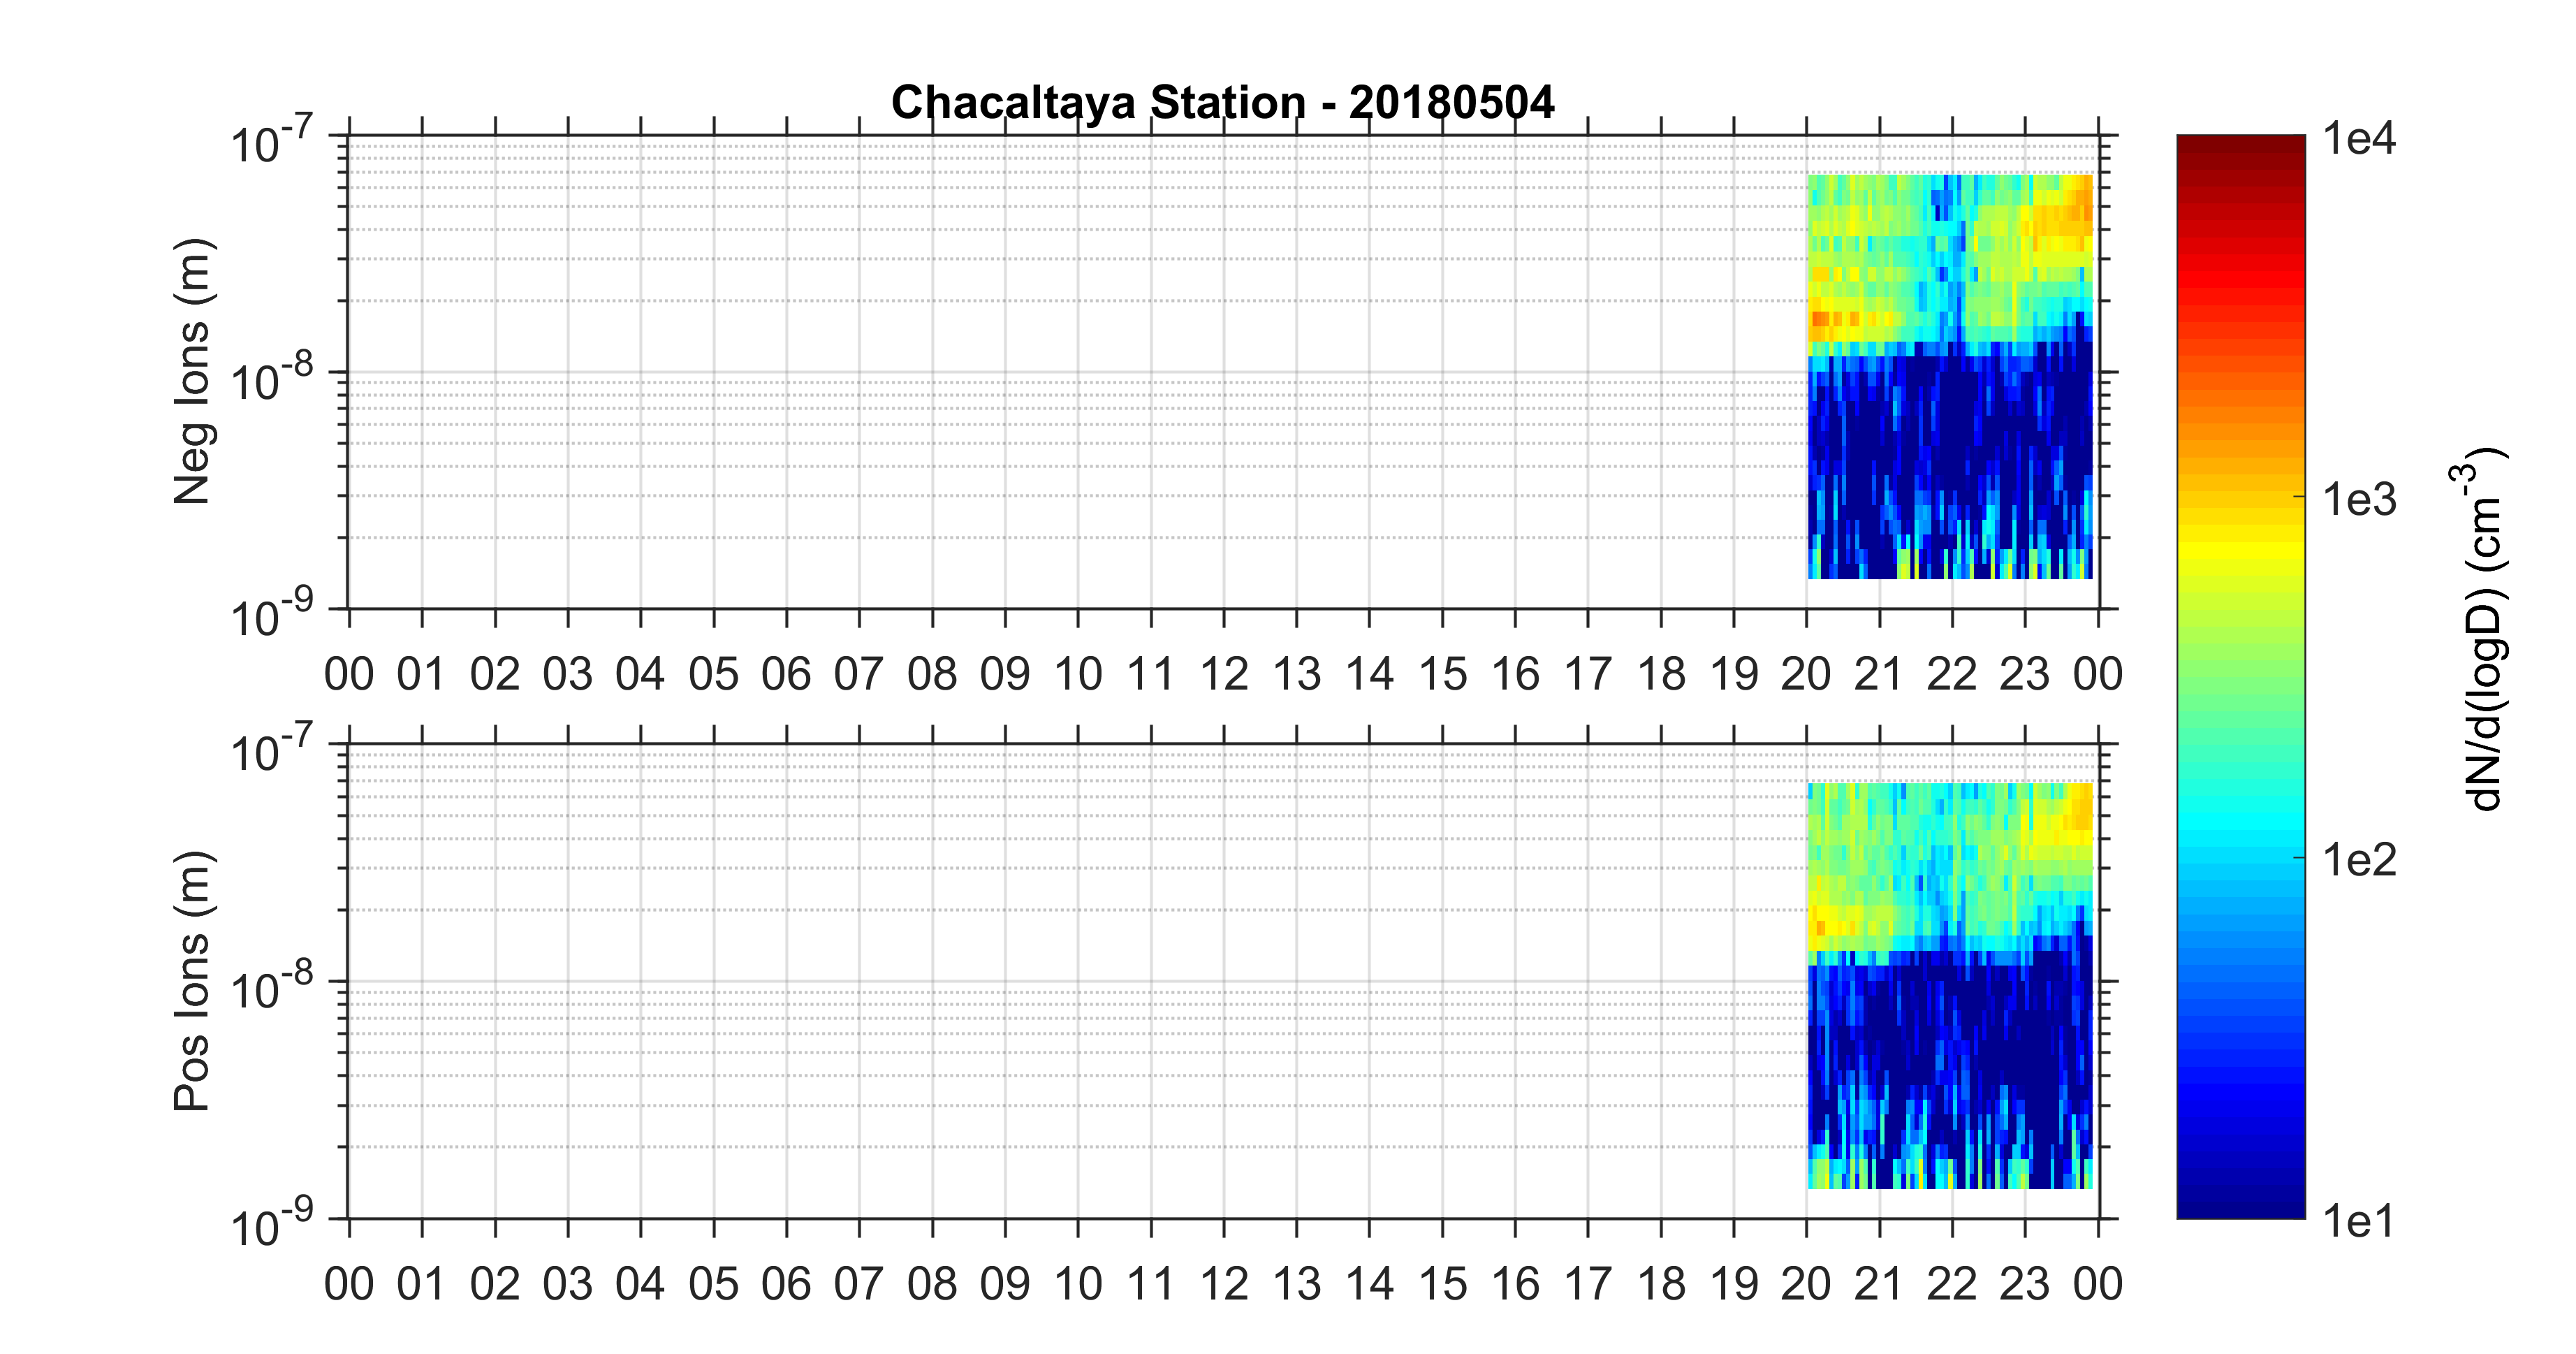 Chacaltaya Station - 20180504
10^-7
10^-8
10^-9
Neg Ions (m)
00 01 02 03 04 05 06 07 08 09 10 11 12 13 14 15 16 17 18 19 20 21 22 23 00
10^-7
10^-8
10^-9
Pos Ions (m)
00 01 02 03 04 05 06 07 08 09 10 11 12 13 14 15 16 17 18 19 20 21 22 23 00
1e4
1e3
1e2
1e1
dN/d(logD) (cm^-3)